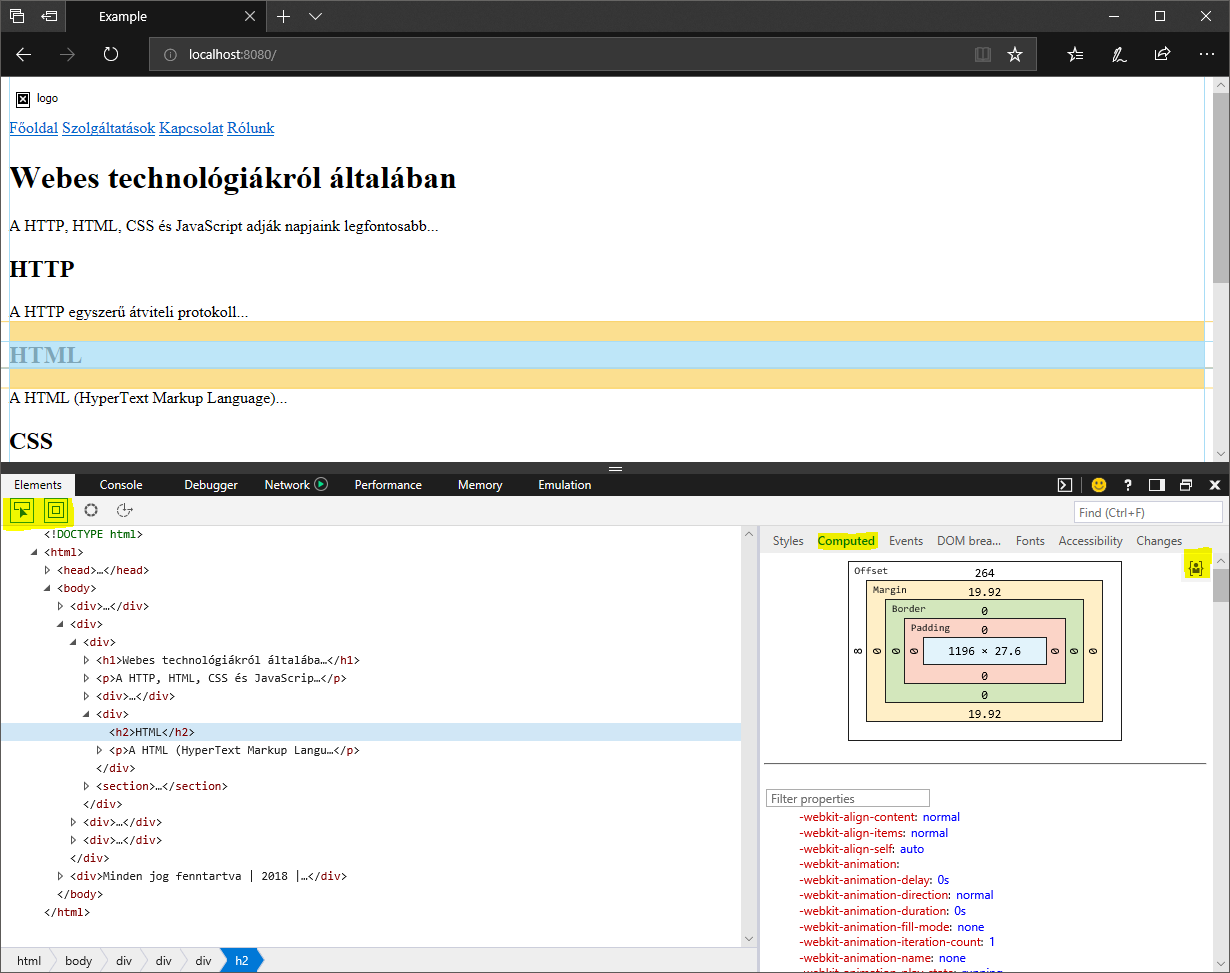 Example
localhost:8080/
logo
Főoldal Szolgáltatások Kapcsolat Rólunk
Webes technológiákról általában
A HTTP, HTML, CSS és JavaScript adják napjaink legfontosabb...
HTTP
A HTTP egyszerű átviteli protokoll...
HTML
A HTML (HyperText Markup Language)...
CSS
Elements Console Debugger Network Performance Memory Emulation
Find (Ctrl+F)
<!DOCTYPE html>
<html>
<head>…</head>
<body>
<div>…</div>
<div>
<div>
<h1>Webes technológiákról általába…</h1>
<p>A HTTP, HTML, CSS és JavaScrip…</p>
<div>…</div>
<div>
<h2>HTML</h2>
<p>A HTML (HyperText Markup Langu…</p>
</div>
<section>…</section>
</div>
<div>…</div>
<div>…</div>
</div>
<div>Minden jog fenntartva | 2018 |…</div>
</body>
</html>
html body div div div h2
Styles Computed Events DOM brea... Fonts Accessibility Changes
Offset 264
Margin 19.92
Border 0
Padding 0
8 0 0 0 1196 × 27.6 0 0 0
0
0
19.92
Filter properties
-webkit-align-content: normal
-webkit-align-items: normal
-webkit-align-self: auto
-webkit-animation:
-webkit-animation-delay: 0s
-webkit-animation-direction: normal
-webkit-animation-duration: 0s
-webkit-animation-fill-mode: none
-webkit-animation-iteration-count: 1
-webkit-animation-name: none
-webkit-animation-play-state: running